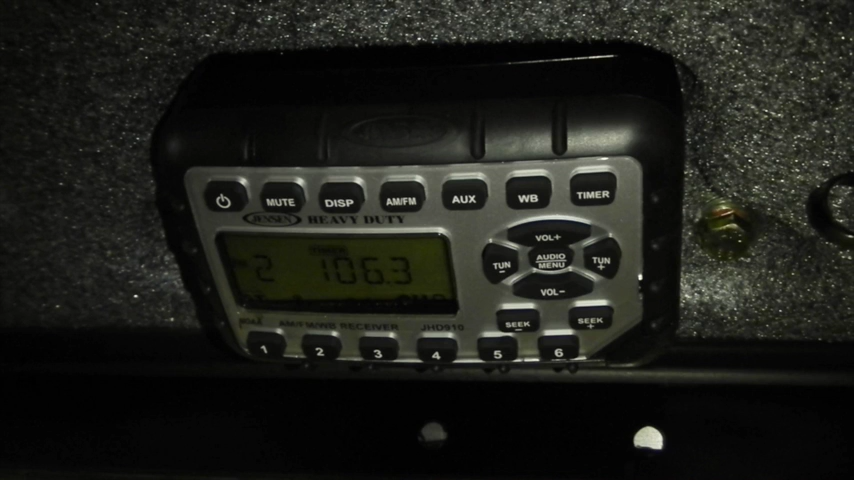 MUTE DISP AM/FM AUX WB TIMER
JENSEN HEAVY DUTY
VOL+
2 106.3
TUN - AUDIO MENU TUN +
VOL-
AM/FM/WB RECEIVER JHD910
SEEK - SEEK +
1 2 3 4 5 6